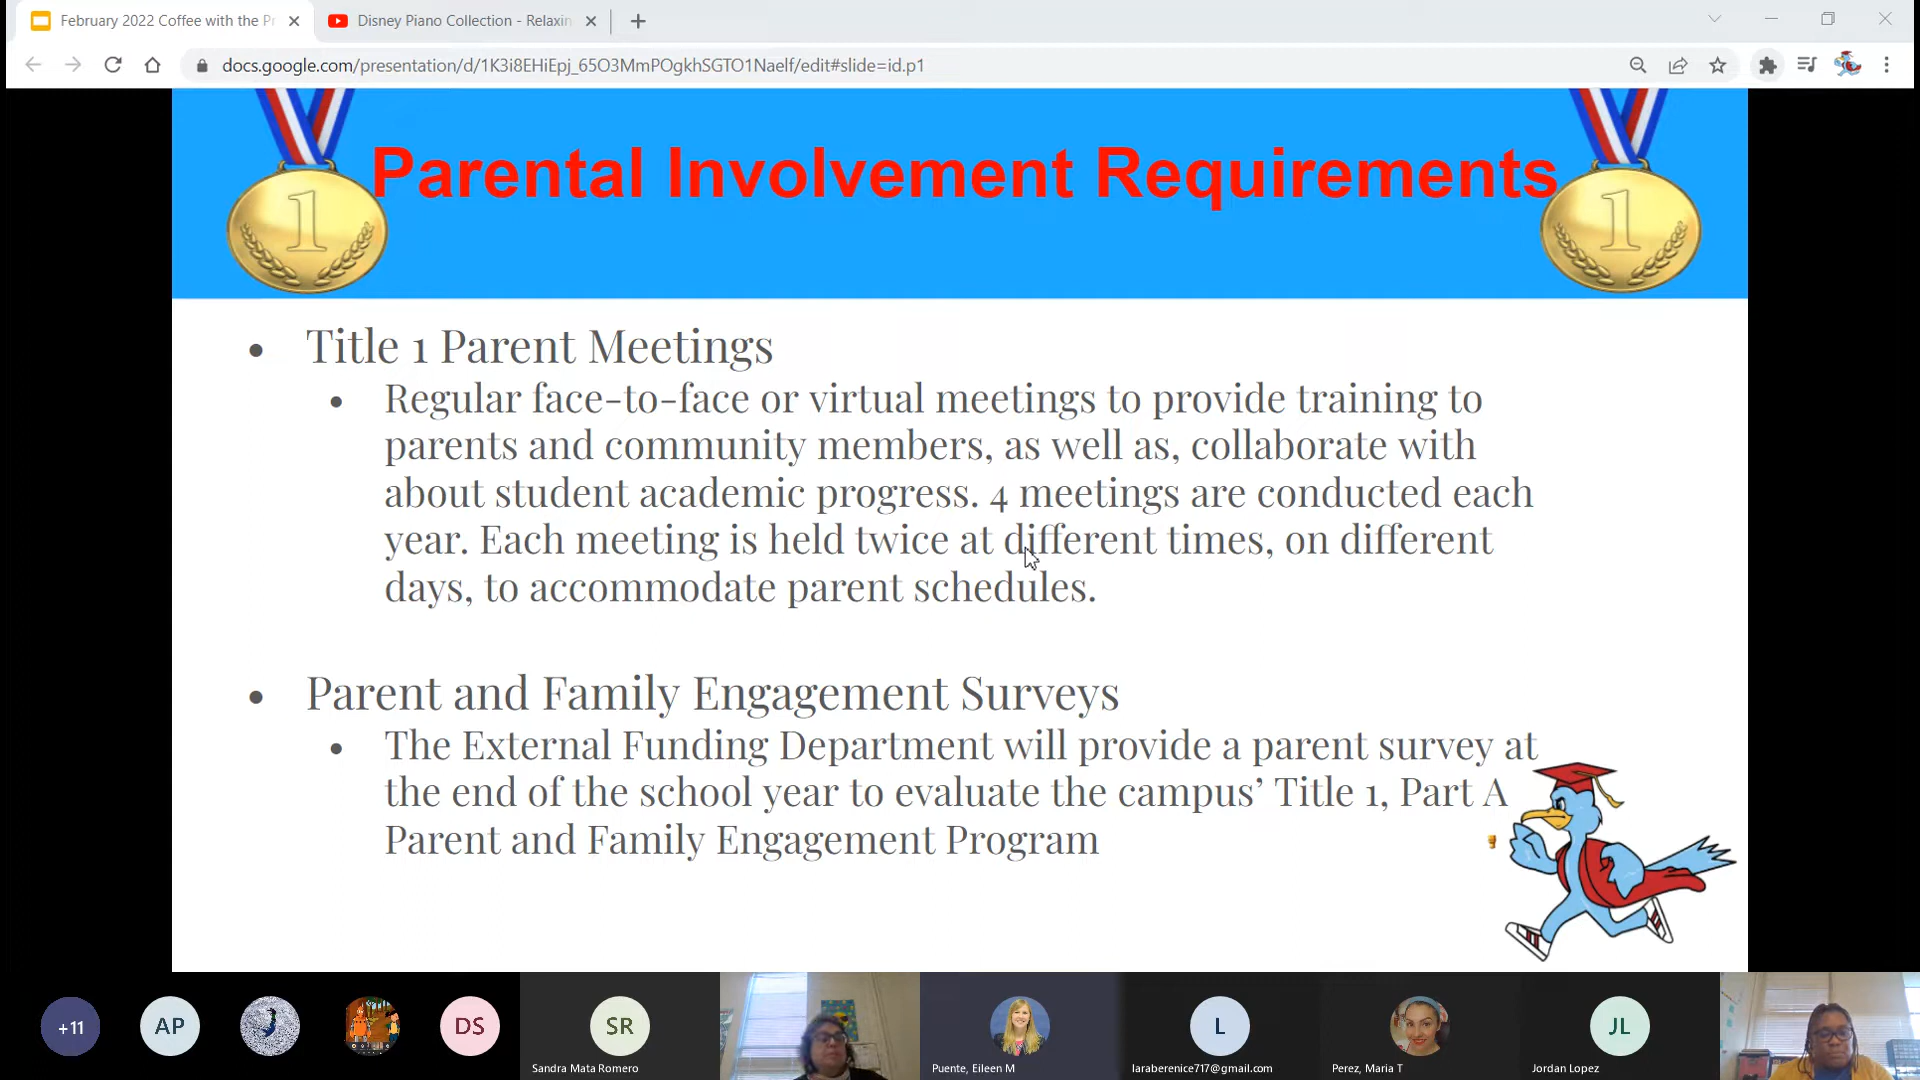 February 2022 Coffee with the Pr
Disney Piano Collection - Relaxin
docs.google.com/presentation/d/1K3i8EHiEpj_65O3MmPOgkhSGTO1Naelf/edit#slide=id.p1
1
1
Parental Involvement Requirements
• Title 1 Parent Meetings
• Regular face-to-face or virtual meetings to provide training to
parents and community members, as well as, collaborate with
about student academic progress. 4 meetings are conducted each
year. Each meeting is held twice at different times, on different
days, to accommodate parent schedules.
• Parent and Family Engagement Surveys
• The External Funding Department will provide a parent survey at
the end of the school year to evaluate the campus’ Title 1, Part A
Parent and Family Engagement Program
+11
AP
DS
SR
L
JL
Sandra Mata Romero
Puente, Eileen M
laraberenice717@gmail.com
Perez, Maria T
Jordan Lopez